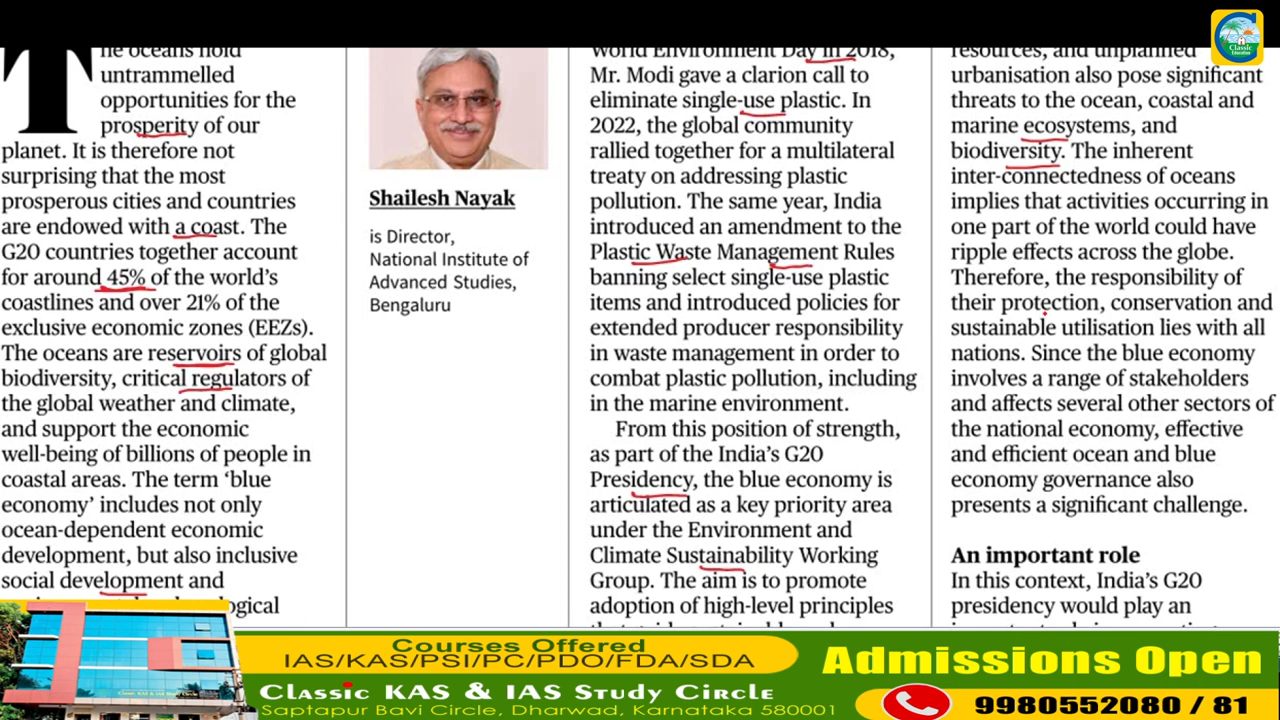 The oceans hold
untrammelled
opportunities for the
prosperity of our
planet. It is therefore not
surprising that the most
prosperous cities and countries
are endowed with a coast. The
G20 countries together account
for around 45% of the world's
coastlines and over 21% of the
exclusive economic zones (EEZs).
The oceans are reservoirs of global
biodiversity, critical regulators of
the global weather and climate,
and support the economic
well-being of billions of people in
coastal areas. The term 'blue
economy' includes not only
ocean-dependent economic
development, but also inclusive
social development and
Shailesh Nayak
is Director,
National Institute of
Advanced Studies,
Bengaluru
World Environment Day in 2018,
Mr. Modi gave a clarion call to
eliminate single-use plastic. In
2022, the global community
rallied together for a multilateral
treaty on addressing plastic
pollution. The same year, India
introduced an amendment to the
Plastic Waste Management Rules
banning select single-use plastic
items and introduced policies for
extended producer responsibility
in waste management in order to
combat plastic pollution, including
in the marine environment.
From this position of strength,
as part of the India's G20
Presidency, the blue economy is
articulated as a key priority area
under the Environment and
Climate Sustainability Working
Group. The aim is to promote
adoption of high-level principles
resources, and unplanned
urbanisation also pose significant
threats to the ocean, coastal and
marine ecosystems, and
biodiversity. The inherent
inter-connectedness of oceans
implies that activities occurring in
one part of the world could have
ripple effects across the globe.
Therefore, the responsibility of
their protection, conservation and
sustainable utilisation lies with all
nations. Since the blue economy
involves a range of stakeholders
and affects several other sectors of
the national economy, effective
and efficient ocean and blue
economy governance also
presents a significant challenge.
An important role
In this context, India's G20
presidency would play an
Classic
Education
Courses Offered
IAS/KAS/PSI/PC/PDO/FDA/SDA
Classic KAS & IAS Study Circle
Saptapur Bavi Circle, Dharwad, Karnataka 580001
Admissions Open
9980552080 / 81